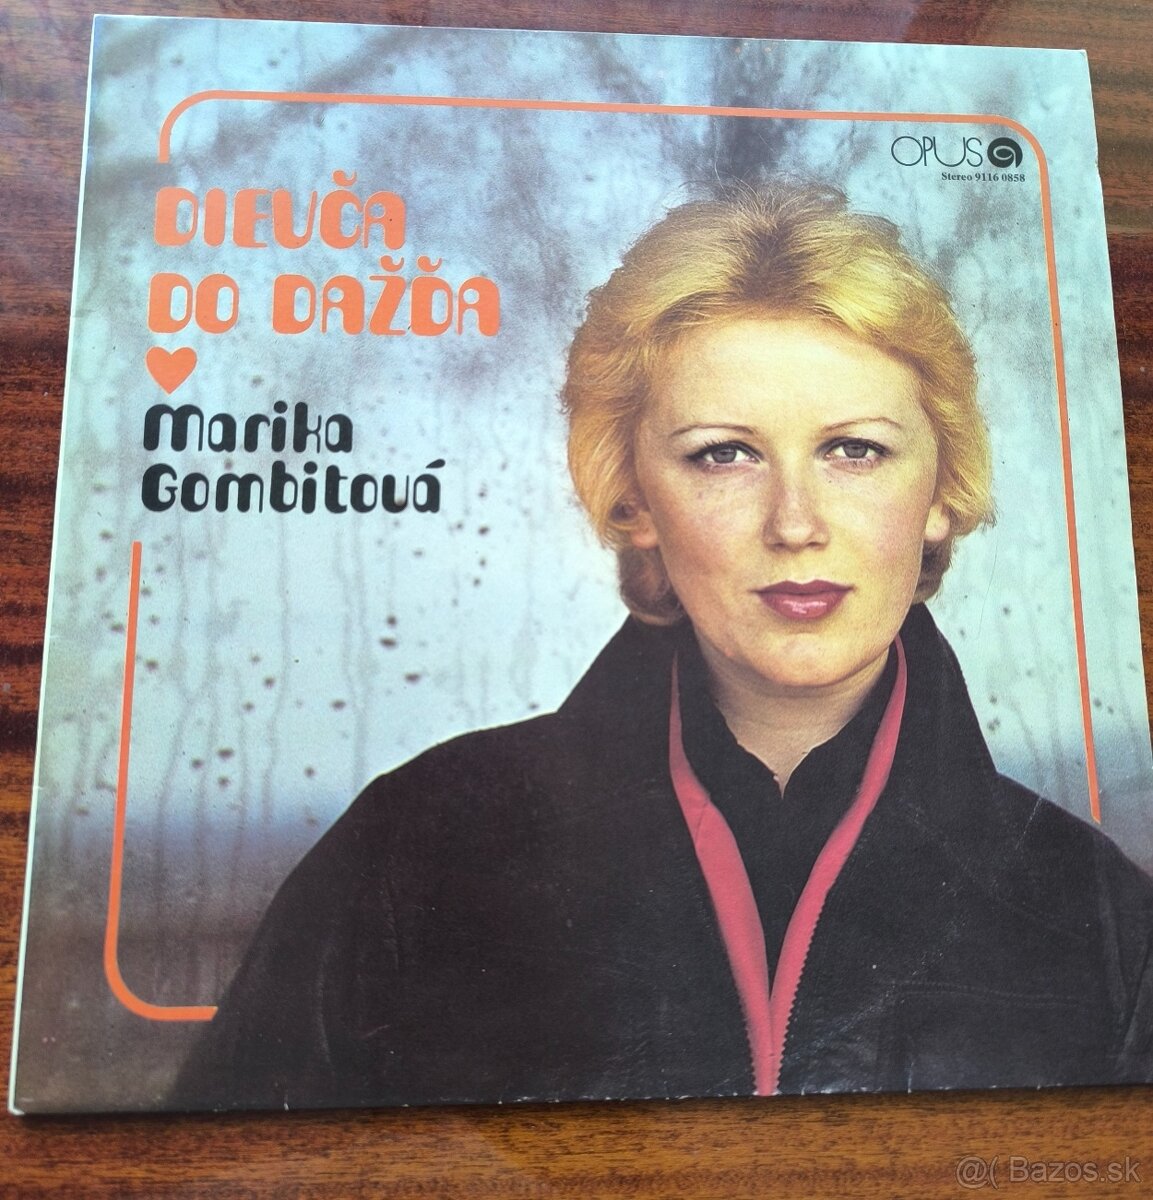 OPUS
Stereo 9116 0858
DIEVČA
DO DAŽĎA
Marika
Gombitová
@( Bazos.sk